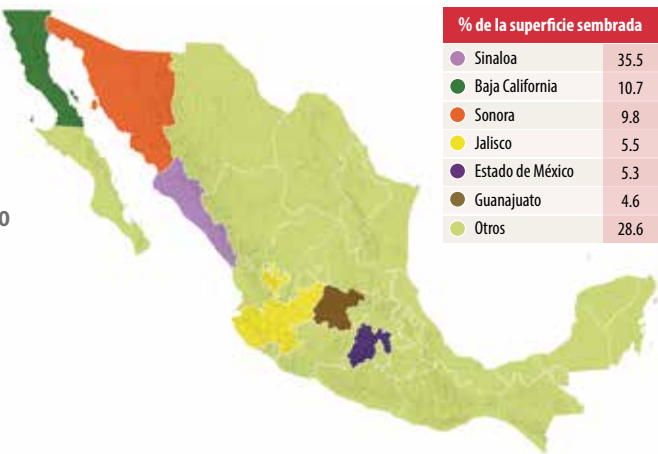 % de la superficie sembrada
Sinaloa 35.5
Baja California 10.7
Sonora 9.8
Jalisco 5.5
Estado de México 5.3
Guanajuato 4.6
Otros 28.6
0